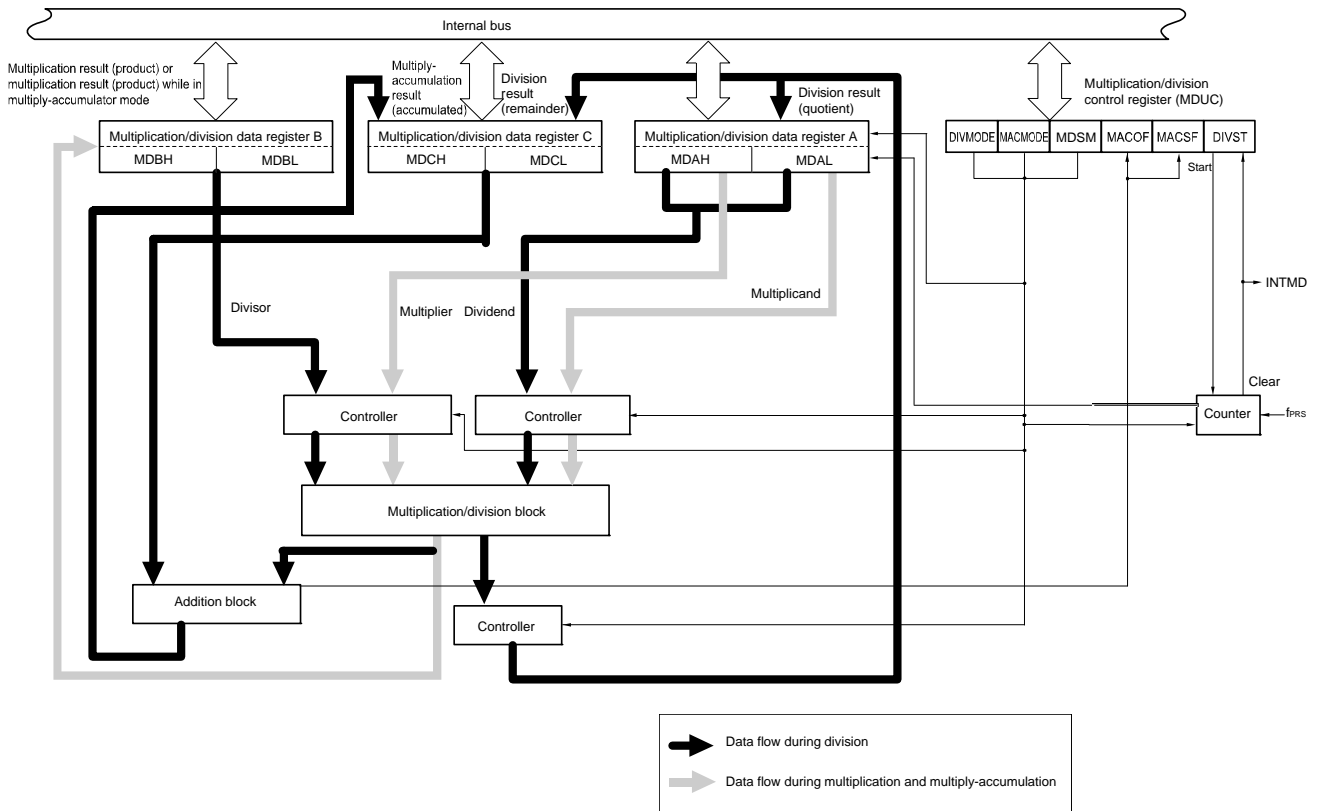 Internal bus
Multiplication result (product) or
multiplication result (product) while in
multiply-accumulator mode
Multiply-
accumulation
result
(accumulated)
Division
result
(remainder)
Division result
(quotient)
Multiplication/division
control register (MDUC)
Multiplication/division data register B
MDBH MDBL
Multiplication/division data register C
MDCH MDCL
Multiplication/division data register A
MDAH MDAL
DIVMODE MACMODE MDSM MACOF MACSF DIVST
Start
INTMD
Divisor
Multiplier
Dividend
Multiplicand
Clear
Controller
Controller
Counter
fPRS
Multiplication/division block
Addition block
Controller
Data flow during division
Data flow during multiplication and multiply-accumulation